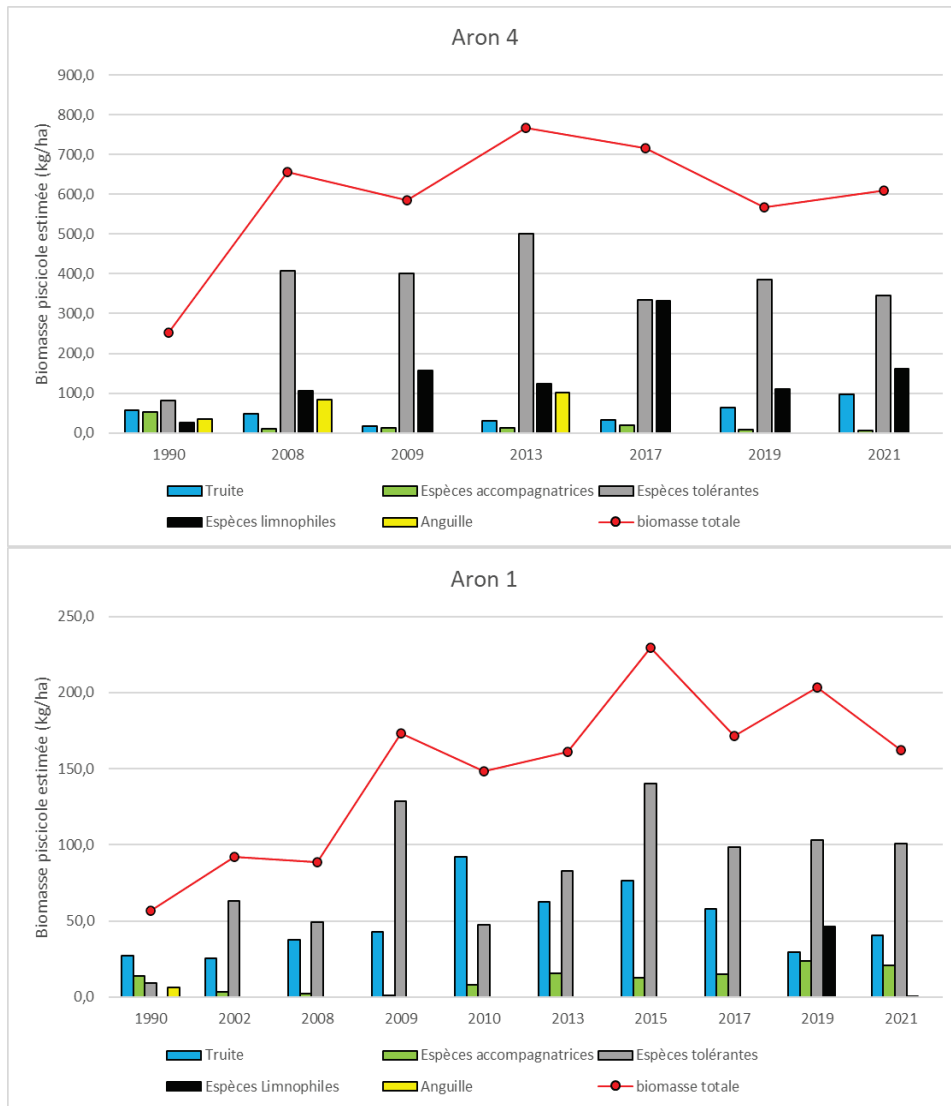 Aron 4
Biomasse piscicole estimée (kg/ha)
900,0
800,0
700,0
600,0
500,0
400,0
300,0
200,0
100,0
0,0
1990 2008 2009 2013 2017 2019 2021
Truite Espèces accompagnatrices Espèces tolérantes
Espèces limnophiles Anguille biomasse totale
Aron 1
Biomasse piscicole estimée (kg/ha)
250,0
200,0
150,0
100,0
50,0
0,0
1990 2002 2008 2009 2010 2013 2015 2017 2019 2021
Truite Espèces accompagnatrices Espèces tolérantes
Espèces Limnophiles Anguille biomasse totale